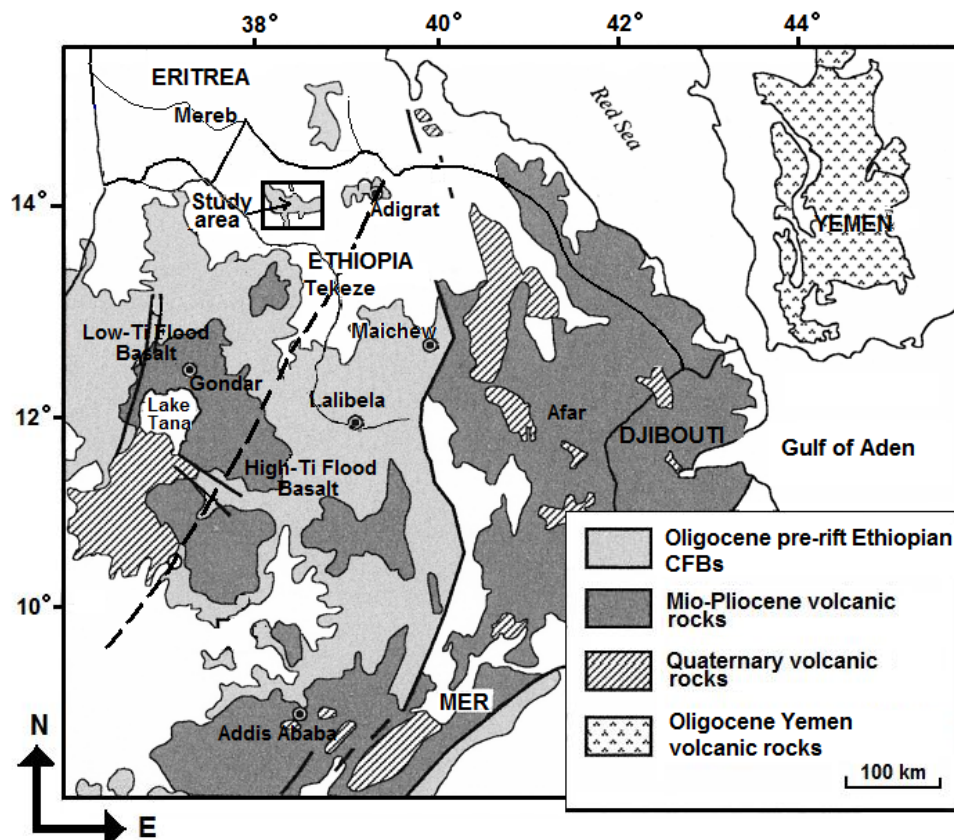 38°
40°
42°
44°
ERITREA
Mereb
Red Sea
14°
Study
area
Adigrat
YEMEN
ETHIOPIA
Tekeze
Low-Ti Flood
Basalt
Maichew
Gondar
Lake
Tana
Lalibela
12°
Afar
DJIBOUTI
Gulf of Aden
High-Ti Flood
Basalt
10°
MER
Addis Ababa
Oligocene pre-rift Ethiopian
CFBs
Mio-Pliocene volcanic
rocks
Quaternary volcanic
rocks
Oligocene Yemen
volcanic rocks
100 km
N
E